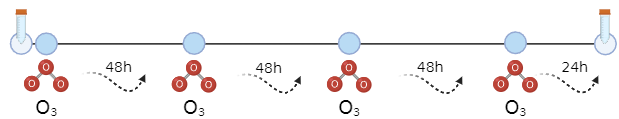 48h 48h 48h 24h
O O O O O O O O O O O O
O₃ O₃ O₃ O₃